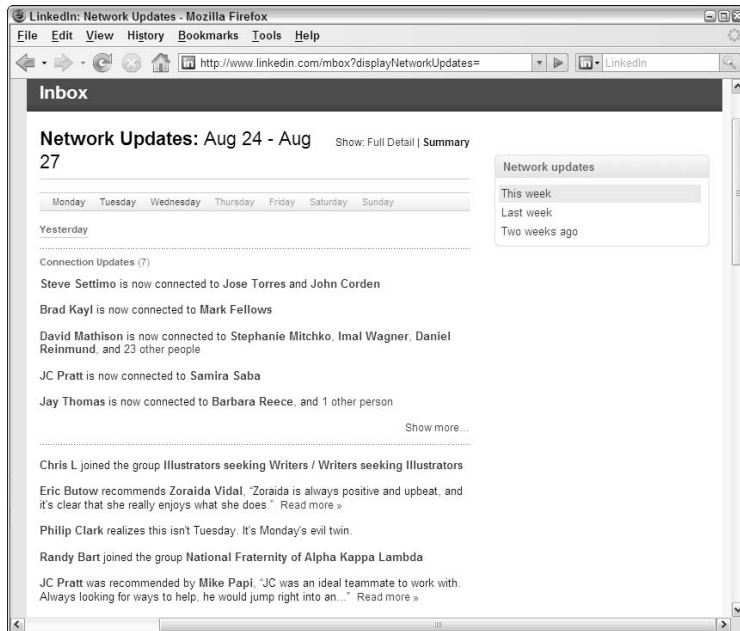 LinkedIn: Network Updates - Mozilla Firefox
File Edit View History Bookmarks Tools Help
http://www.linkedin.com/mbox?displayNetworkUpdates=
LinkedIn
Inbox
Network Updates: Aug 24 - Aug
27
Show: Full Detail | Summary
Monday Tuesday Wednesday Thursday Friday Saturday Sunday
Yesterday
Connection Updates (7)
Steve Settimo is now connected to Jose Torres and John Corden
Brad Kayl is now connected to Mark Fellows
David Mathison is now connected to Stephanie Mitchko, Imal Wagner, Daniel
Reinmund, and 23 other people
JC Pratt is now connected to Samira Saba
Jay Thomas is now connected to Barbara Reece, and 1 other person
Show more...
Chris L joined the group Illustrators seeking Writers / Writers seeking Illustrators
Eric Butow recommends Zoraida Vidal, “Zoraida is always positive and upbeat, and
it's clear that she really enjoys what she does.” Read more »
Philip Clark realizes this isn't Tuesday. It's Monday's evil twin.
Randy Bart joined the group National Fraternity of Alpha Kappa Lambda
JC Pratt was recommended by Mike Papi, “JC was an ideal teammate to work with.
Always looking for ways to help, he would jump right into an...” Read more »
Network updates
This week
Last week
Two weeks ago